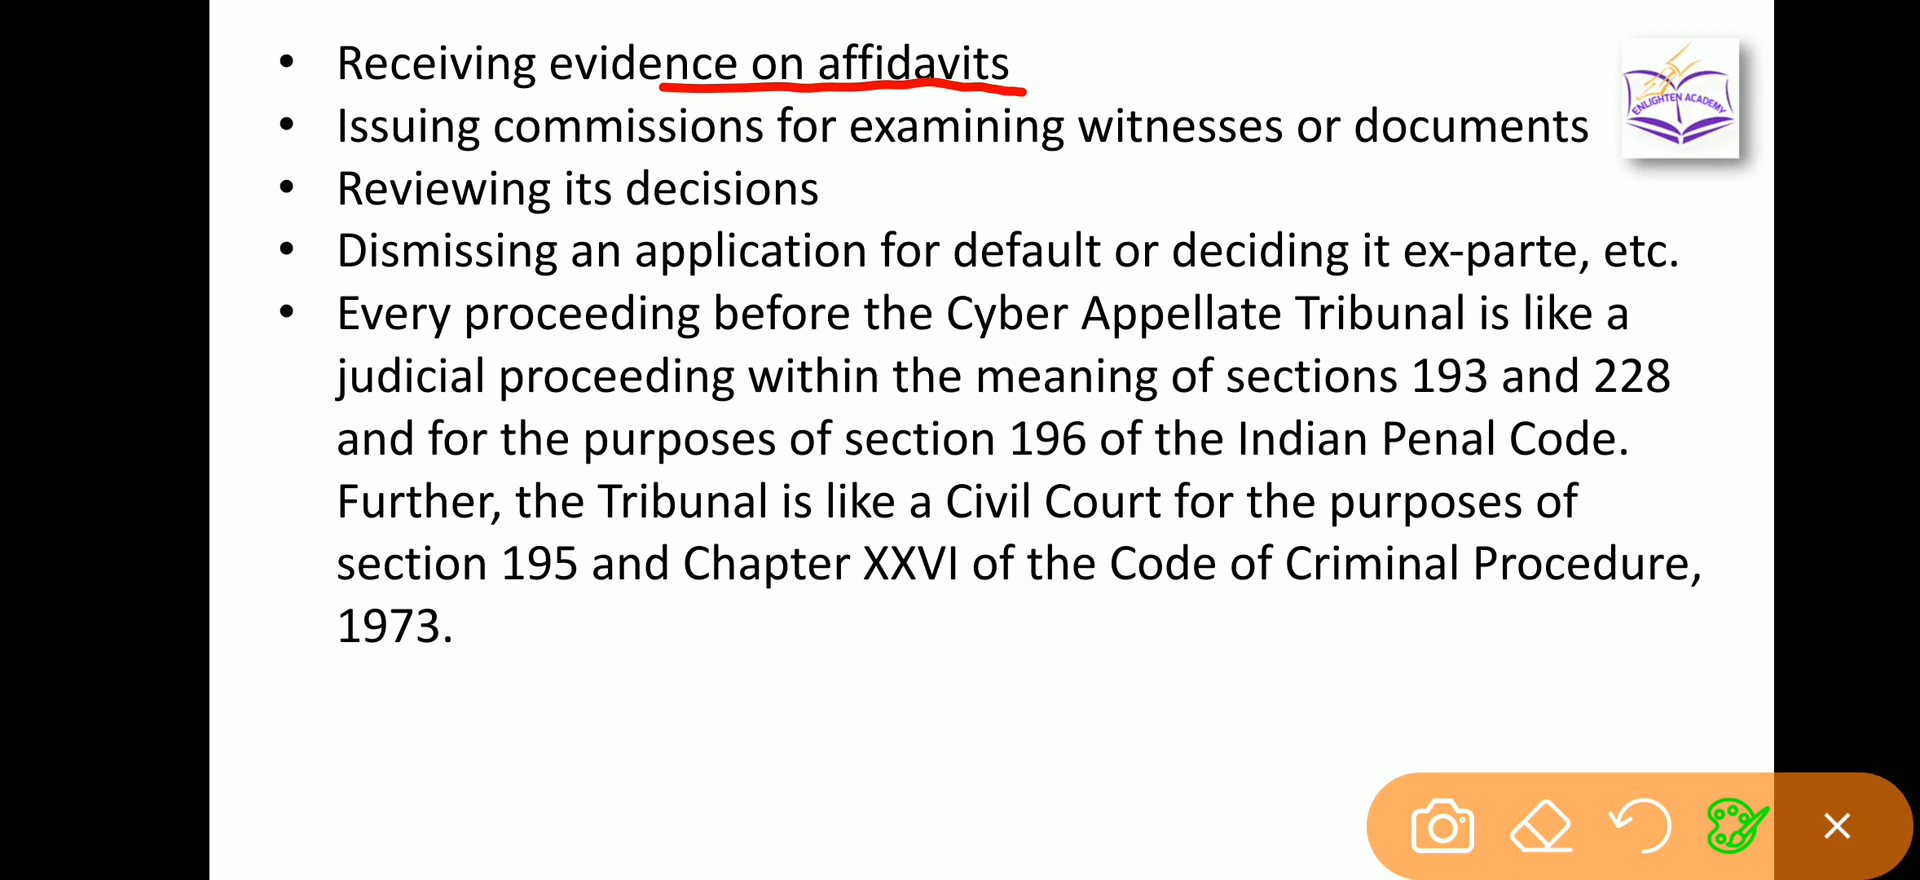 • Receiving evidence on affidavits
• Issuing commissions for examining witnesses or documents
• Reviewing its decisions
• Dismissing an application for default or deciding it ex-parte, etc.
• Every proceeding before the Cyber Appellate Tribunal is like a
judicial proceeding within the meaning of sections 193 and 228
and for the purposes of section 196 of the Indian Penal Code.
Further, the Tribunal is like a Civil Court for the purposes of
section 195 and Chapter XXVI of the Code of Criminal Procedure,
1973.
ENLIGHTEN ACADEMY